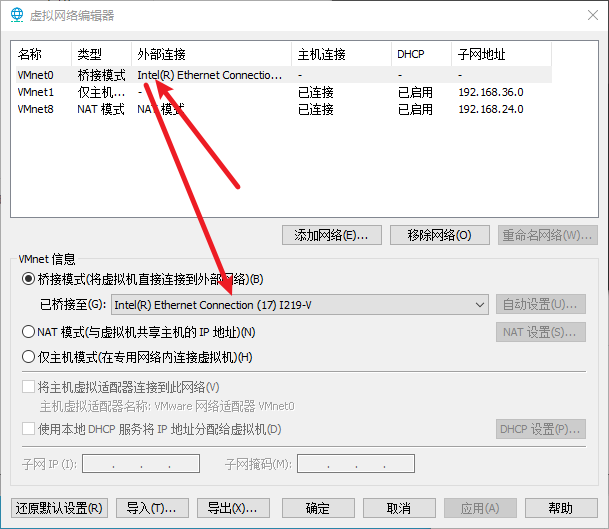 虚拟网络编辑器
名称 类型 外部连接 主机连接 DHCP 子网地址
VMnet0 桥接模式 Intel(R) Ethernet Connectio... - - -
VMnet1 仅主机... - 已连接 已启用 192.168.36.0
VMnet8 NAT 模式 NAT 模式 已连接 已启用 192.168.24.0
添加网络(E)... 移除网络(O) 重命名网络(W)...
VMnet 信息
桥接模式(将虚拟机直接连接到外部网络)(B)
已桥接至(G): Intel(R) Ethernet Connection (17) I219-V 自动设置(U)...
NAT 模式(与虚拟机共享主机的 IP 地址)(N) NAT 设置(S)...
仅主机模式(在专用网络内连接虚拟机)(H)
将主机虚拟适配器连接到此网络(V)
主机虚拟适配器名称: VMware 网络适配器 VMnet0
使用本地 DHCP 服务将 IP 地址分配给虚拟机(D) DHCP 设置(P)...
子网 IP (I): . . . 子网掩码(M): . . .
还原默认设置(R) 导入(T)... 导出(X)... 确定 取消 应用(A) 帮助